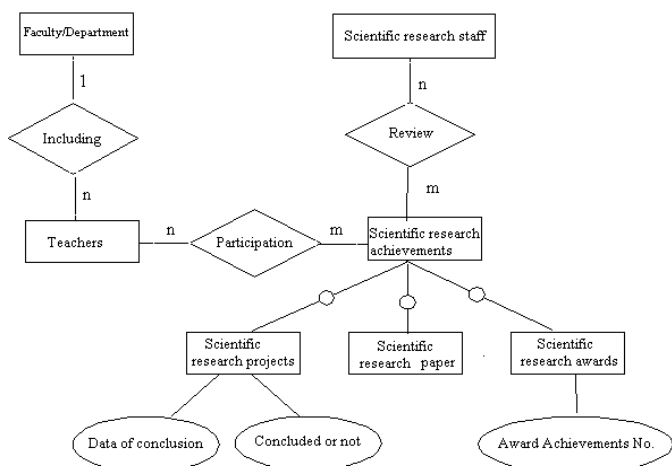 Faculty/Department
Scientific research staff
1
n
Including
Review
n
m
Teachers
n
Participation
m
Scientific research
achievements
Scientific
research projects
Scientific
research paper
Scientific
research awards
Data of conclusion
Concluded or not
Award Achievements No.